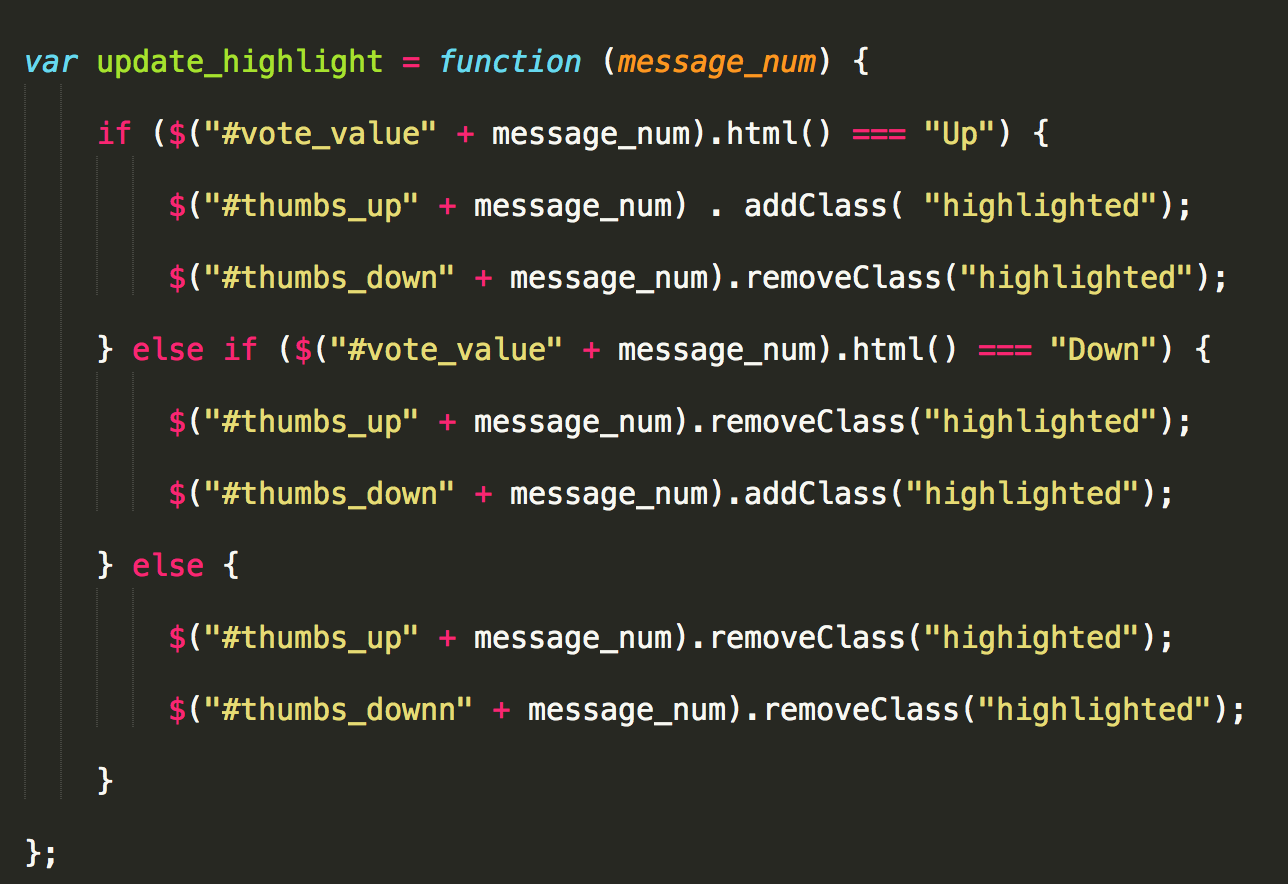 var update_highlight = function (message_num) {
if ($("#vote_value" + message_num).html() === "Up") {
$("#thumbs_up" + message_num) . addClass( "highlighted");
$("#thumbs_down" + message_num).removeClass("highlighted");
} else if ($("#vote_value" + message_num).html() === "Down") {
$("#thumbs_up" + message_num).removeClass("highlighted");
$("#thumbs_down" + message_num).addClass("highlighted");
} else {
$("#thumbs_up" + message_num).removeClass("highighted");
$("#thumbs_downn" + message_num).removeClass("highlighted");
}
};